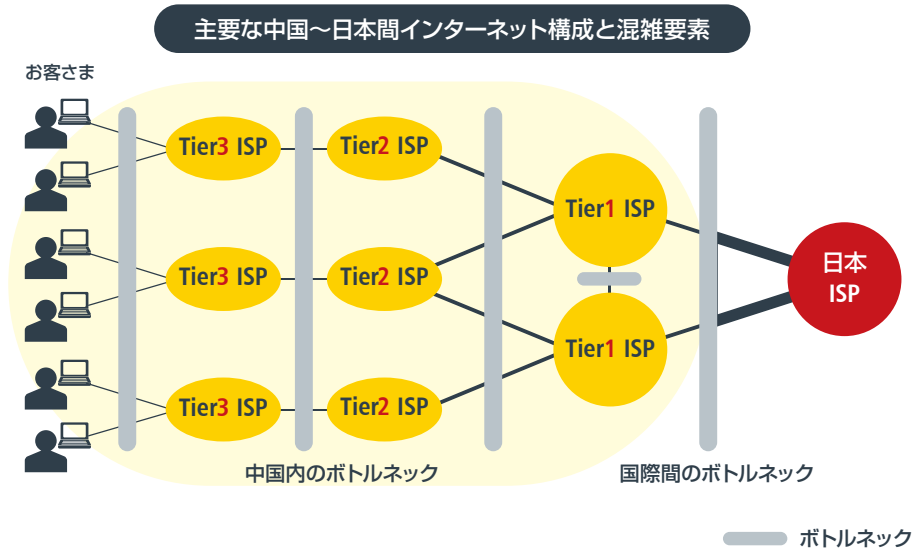 主要な中国～日本間インターネット構成と混雑要素
お客さま
Tier3 ISP
Tier2 ISP
Tier1 ISP
Tier3 ISP
Tier2 ISP
日本
ISP
Tier1 ISP
Tier3 ISP
Tier2 ISP
中国内のボトルネック
国際間のボトルネック
ボトルネック